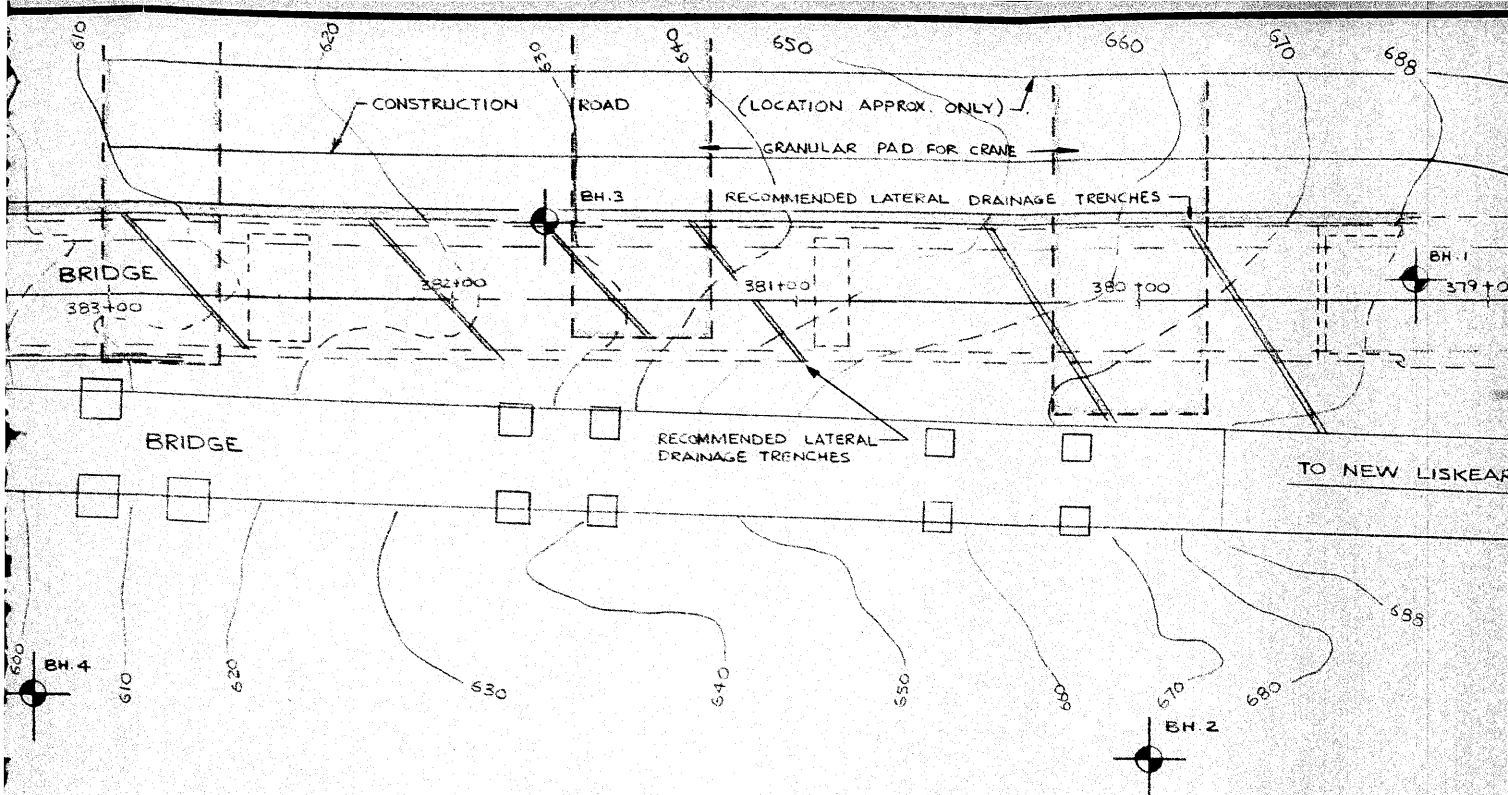 610
620
630
640
650
660
670
688
CONSTRUCTION ROAD (LOCATION APPROX. ONLY)
GRANULAR PAD FOR CRANE
BH.3
RECOMMENDED LATERAL DRAINAGE TRENCHES
BH.1
BRIDGE
383+00
382+00
381+00
380+00
379+0
BRIDGE
RECOMMENDED LATERAL
DRAINAGE TRENCHES
TO NEW LISKEAR
688
600
BH.4
610
620
630
640
650
660
670
680
BH.2